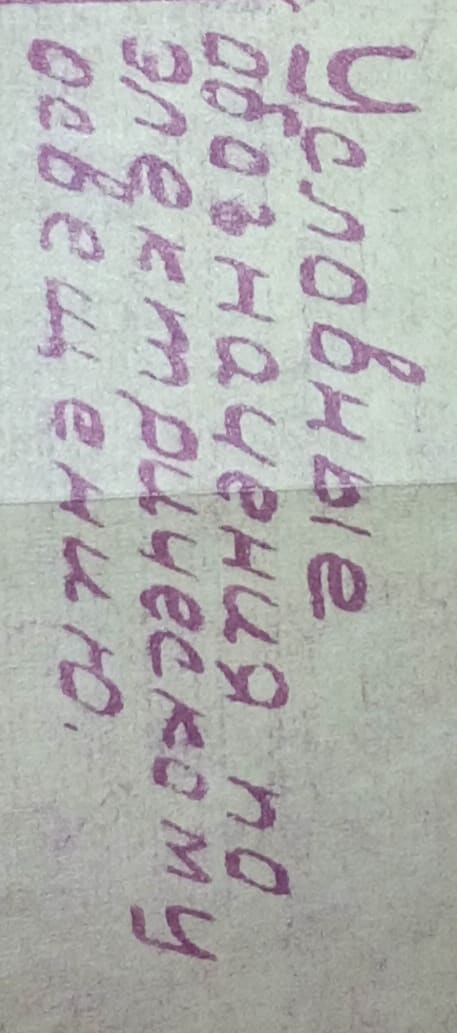 Условные
обозначения по
электрическому
освещению.